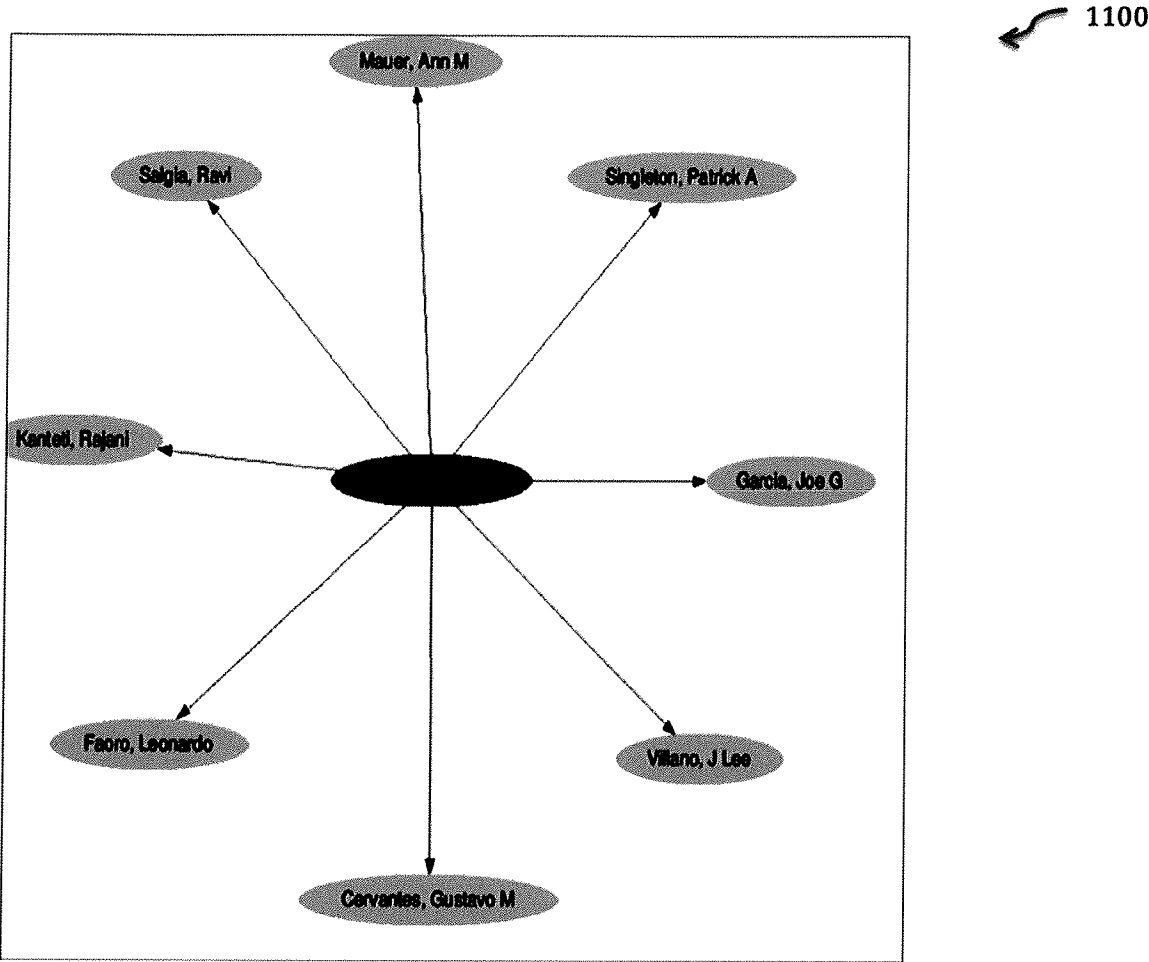 1100
Mauer, Ann M
Salgia, Ravi
Singleton, Patrick A
Kanteti, Rajani
Garcia, Joe G
Faoro, Leonardo
Villano, J Lee
Cervantes, Gustavo M